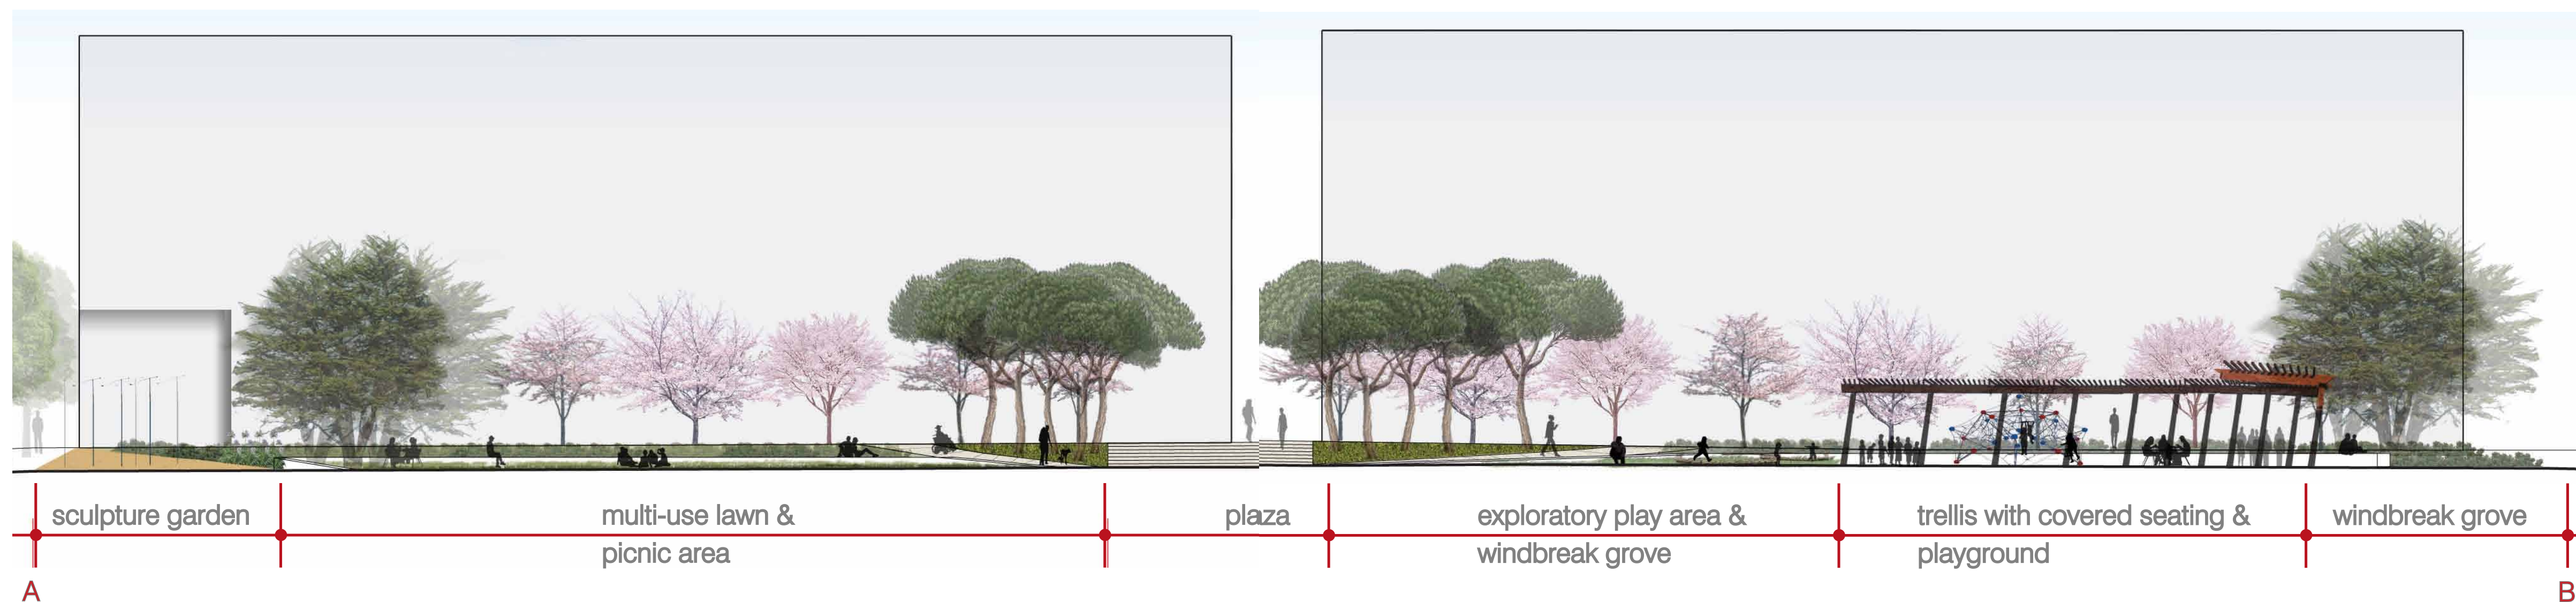 sculpture garden
multi-use lawn &
picnic area
plaza
exploratory play area &
windbreak grove
trellis with covered seating &
playground
windbreak grove
A
B